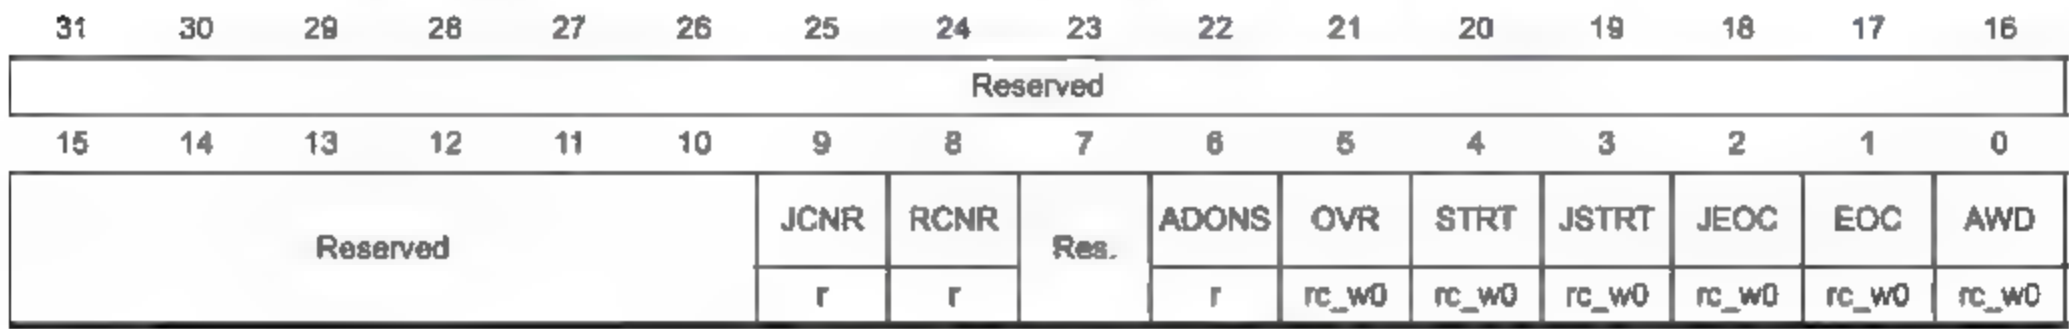 31 30 29 28 27 26 25 24 23 22 21 20 19 18 17 16
Reserved
15 14 13 12 11 10 9 8 7 6 5 4 3 2 1 0
Reserved JCNR RCNR Res. ADONS OVR STRT JSTRT JEOC EOC AWD
r r r rc_w0 rc_w0 rc_w0 rc_w0 rc_w0 rc_w0